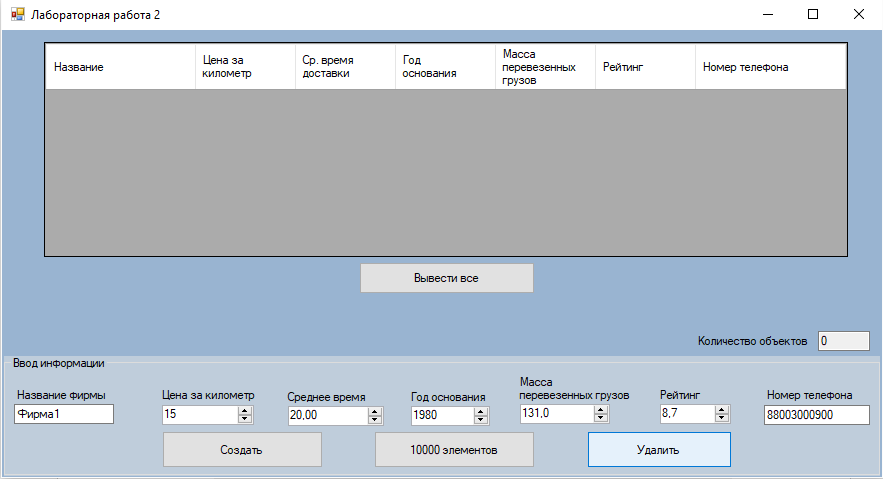 Лабораторная работа 2
Название
Цена за
километр
Ср. время
доставки
Год
основания
Масса
перевезенных
грузов
Рейтинг
Номер телефона
Вывести все
Количество объектов
0
Ввод информации
Название фирмы
Цена за километр
Среднее время
Год основания
Масса
перевезенных грузов
Рейтинг
Номер телефона
Фирма1
15
20,00
1980
131,0
8,7
88003000900
Создать
10000 элементов
Удалить